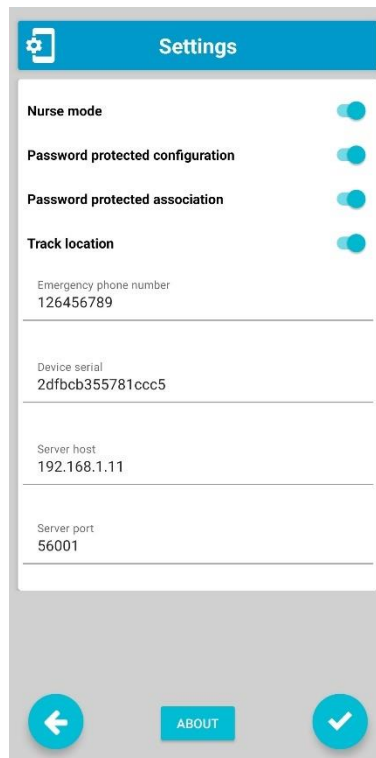 Settings
Nurse mode
Password protected configuration
Password protected association
Track location
Emergency phone number
126456789
Device serial
2dfbcb355781ccc5
Server host
192.168.1.11
Server port
56001
ABOUT